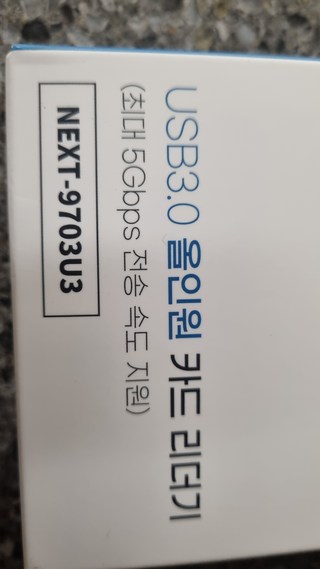 USB3.0 올인원 카드 리더기
(최대 5Gbps 전송 속도 지원)
NEXT-9703U3